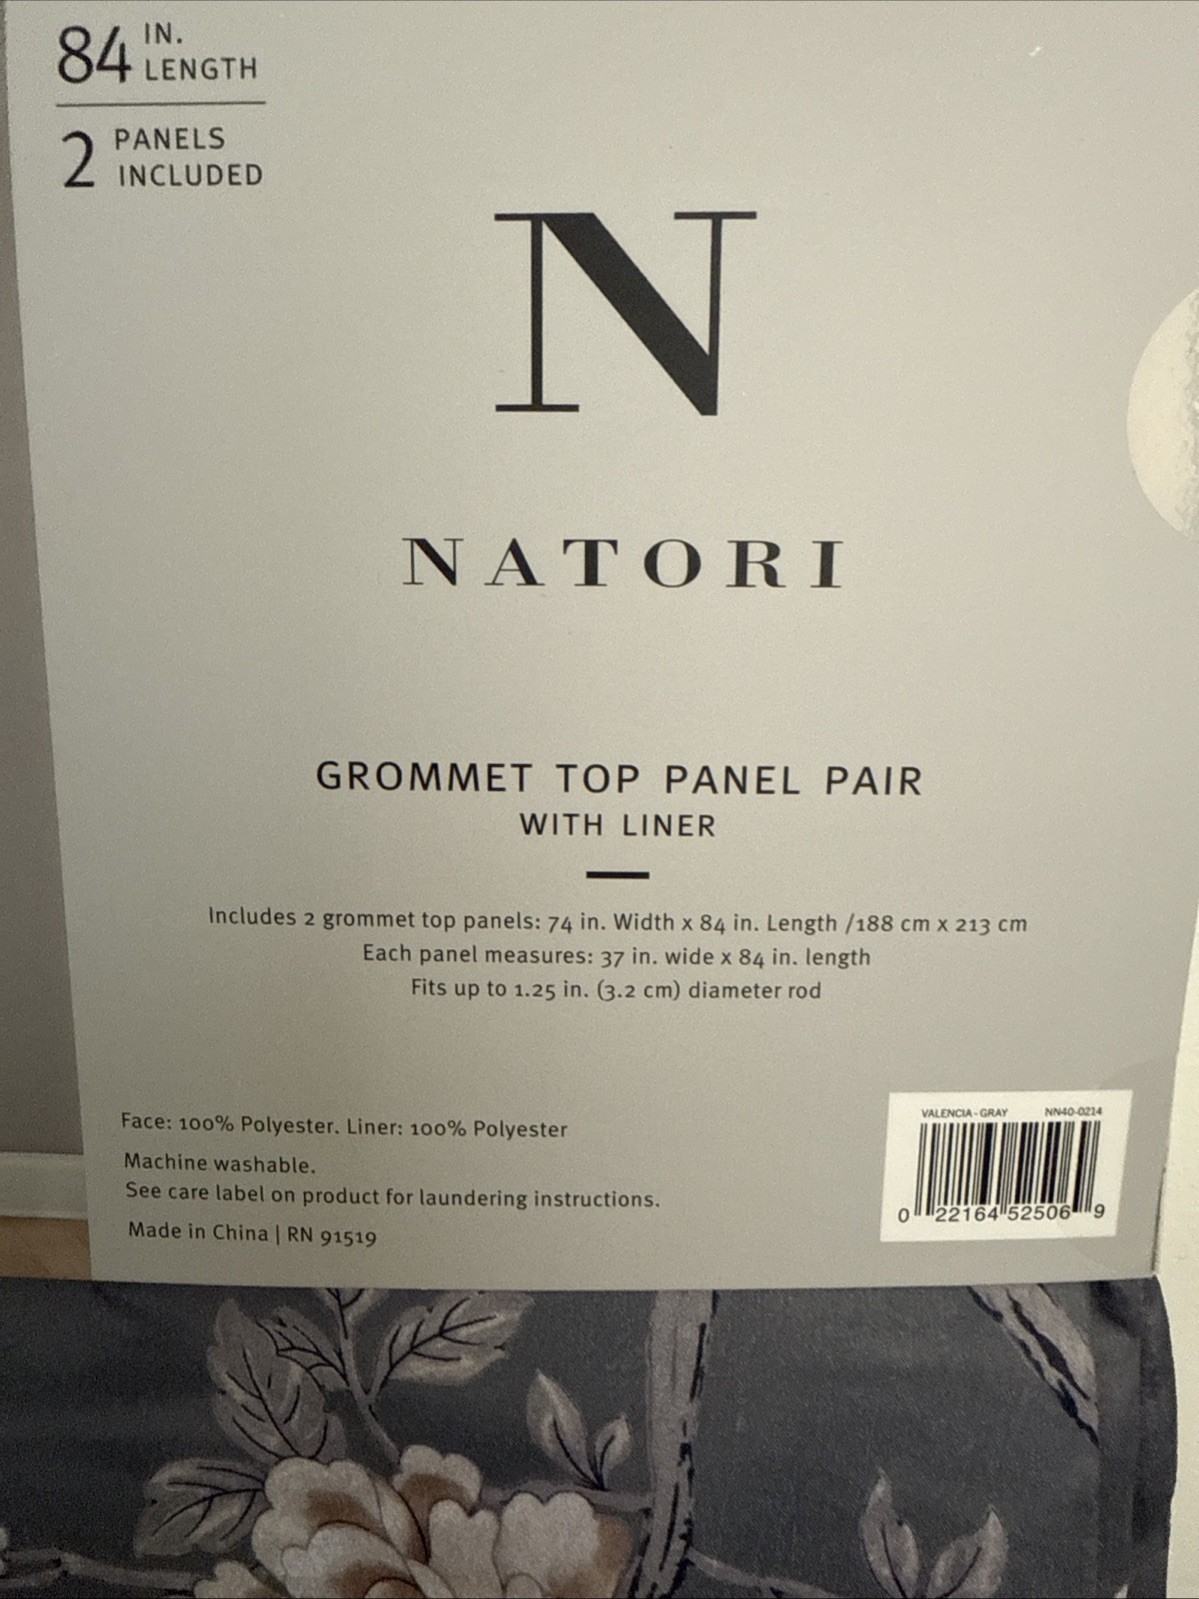 84 IN. LENGTH
2 PANELS INCLUDED
N
NATORI
GROMMET TOP PANEL PAIR
WITH LINER
Includes 2 grommet top panels: 74 in. Width x 84 in. Length /188 cm x 213 cm
Each panel measures: 37 in. wide x 84 in. length
Fits up to 1.25 in. (3.2 cm) diameter rod
Face: 100% Polyester. Liner: 100% Polyester
Machine washable.
See care label on product for laundering instructions.
Made in China | RN 91519
VALENCIA - GRAY NN40-0214
0 22164 52506 9